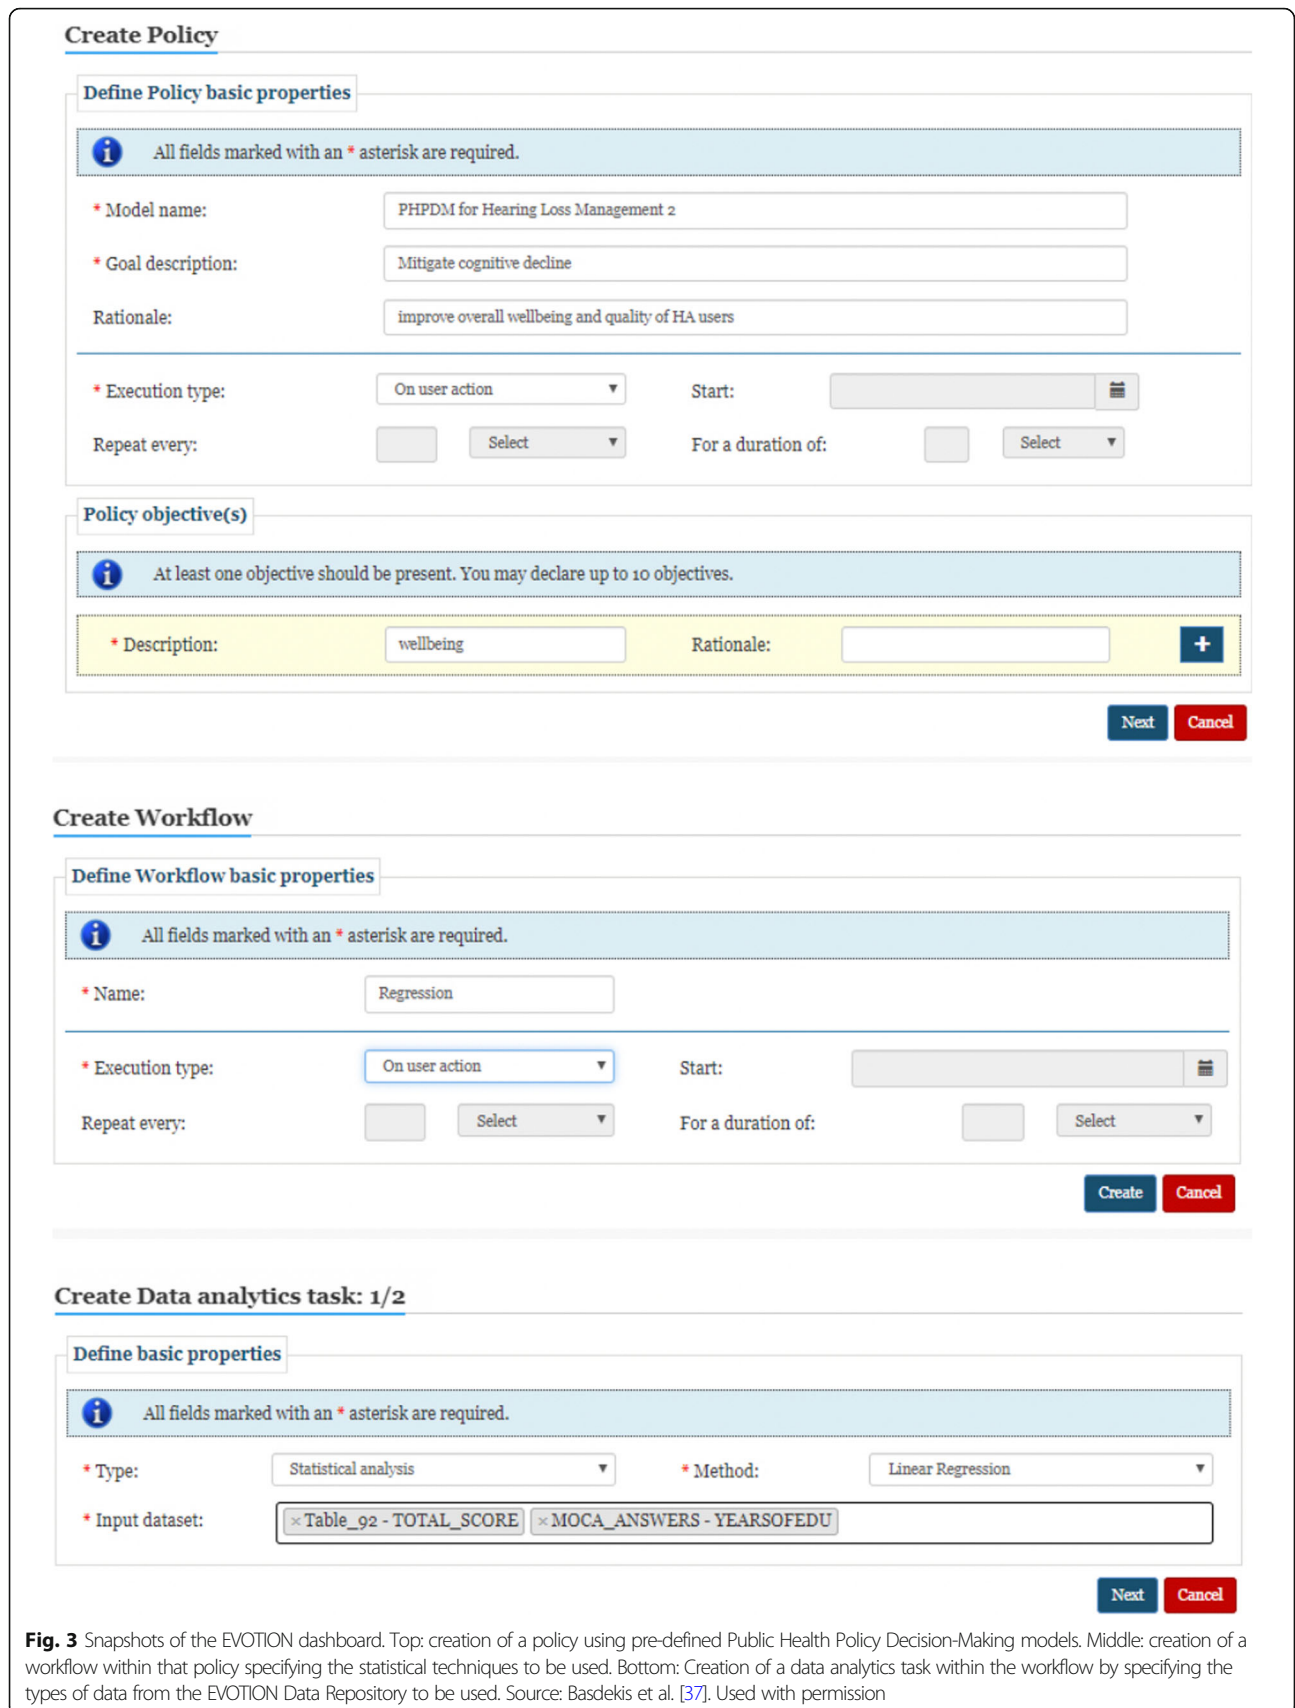 Create Policy
Define Policy basic properties
All fields marked with an * asterisk are required.
* Model name: PHPDM for Hearing Loss Management 2
* Goal description: Mitigate cognitive decline
Rationale: improve overall wellbeing and quality of HA users
* Execution type: On user action Start:
Repeat every: Select For a duration of: Select
Policy objective(s)
At least one objective should be present. You may declare up to 10 objectives.
* Description: wellbeing Rationale: +
Next Cancel
Create Workflow
Define Workflow basic properties
All fields marked with an * asterisk are required.
* Name: Regression
* Execution type: On user action Start:
Repeat every: Select For a duration of: Select
Create Cancel
Create Data analytics task: 1/2
Define basic properties
All fields marked with an * asterisk are required.
* Type: Statistical analysis * Method: Linear Regression
* Input dataset: × Table_92 - TOTAL_SCORE × MOCA_ANSWERS - YEARSOFEDU
Next Cancel
Fig. 3 Snapshots of the EVOTION dashboard. Top: creation of a policy using pre-defined Public Health Policy Decision-Making models. Middle: creation of a
workflow within that policy specifying the statistical techniques to be used. Bottom: Creation of a data analytics task within the workflow by specifying the
types of data from the EVOTION Data Repository to be used. Source: Basdekis et al. [37]. Used with permission